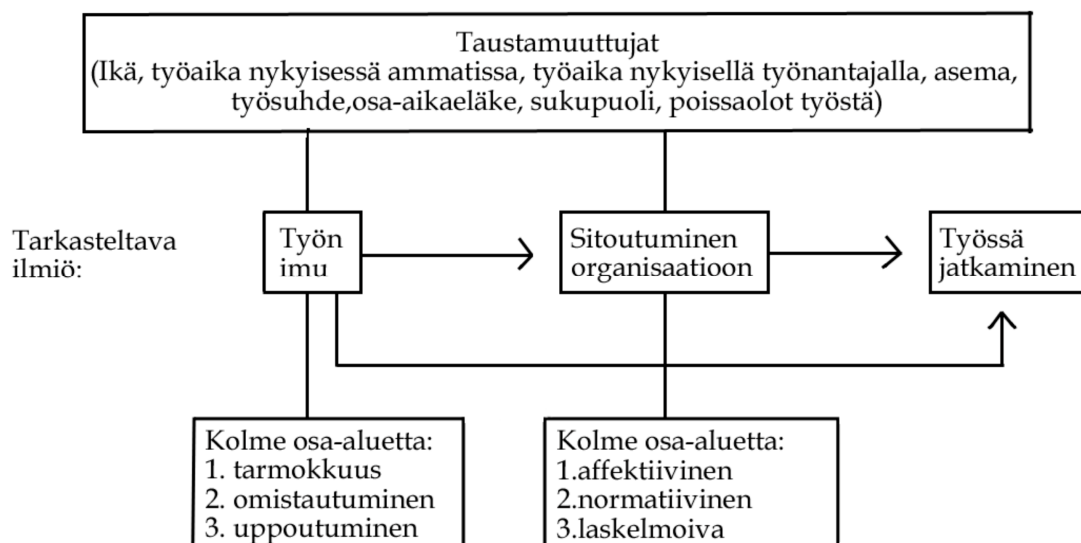 Taustamuuttujat
(Ikä, työaika nykyisessä ammatissa, työaika nykyisellä työnantajalla, asema,
työsuhde,osa-aikaeläke, sukupuoli, poissaolot työstä)
Tarkasteltava
ilmiö:
Työn
imu
Sitoutuminen
organisaatioon
Työssä
jatkaminen
Kolme osa-aluetta:
1. tarmokkuus
2. omistautuminen
3. uppoutuminen
Kolme osa-aluetta:
1.affektiivinen
2.normatiivinen
3.laskelmoiva